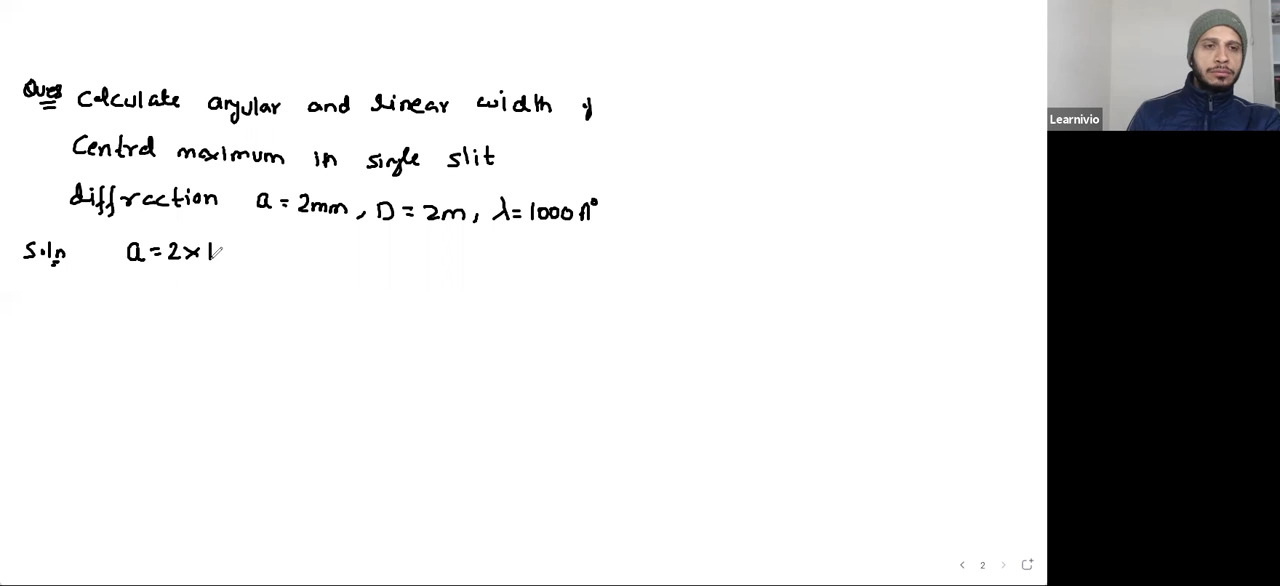 Ques Calculate angular and linear width of
Central maximum in single slit
diffraction a = 2mm, D = 2m, λ = 1000 A°
Soln a = 2 × 1
Learnivio
2